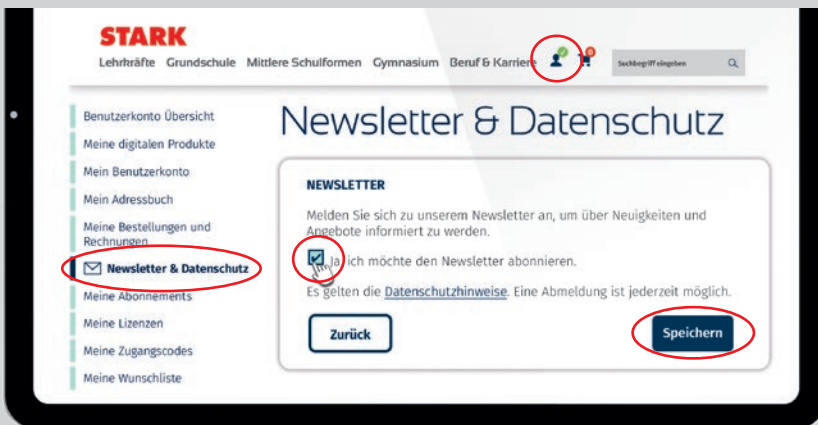 STARK
Lehrkräfte Grundschule Mittlere Schulformen Gymnasium Beruf & Karriere Suchbegriff eingeben
Benutzerkonto Übersicht
Meine digitalen Produkte
Mein Benutzerkonto
Mein Adressbuch
Meine Bestellungen und
Rechnungen
Newsletter & Datenschutz
Meine Abonnements
Meine Lizenzen
Meine Zugangscodes
Meine Wunschliste
Newsletter & Datenschutz
NEWSLETTER
Melden Sie sich zu unserem Newsletter an, um über Neuigkeiten und
Angebote informiert zu werden.
Ja, ich möchte den Newsletter abonnieren.
Es gelten die Datenschutzhinweise. Eine Abmeldung ist jederzeit möglich.
Zurück
Speichern